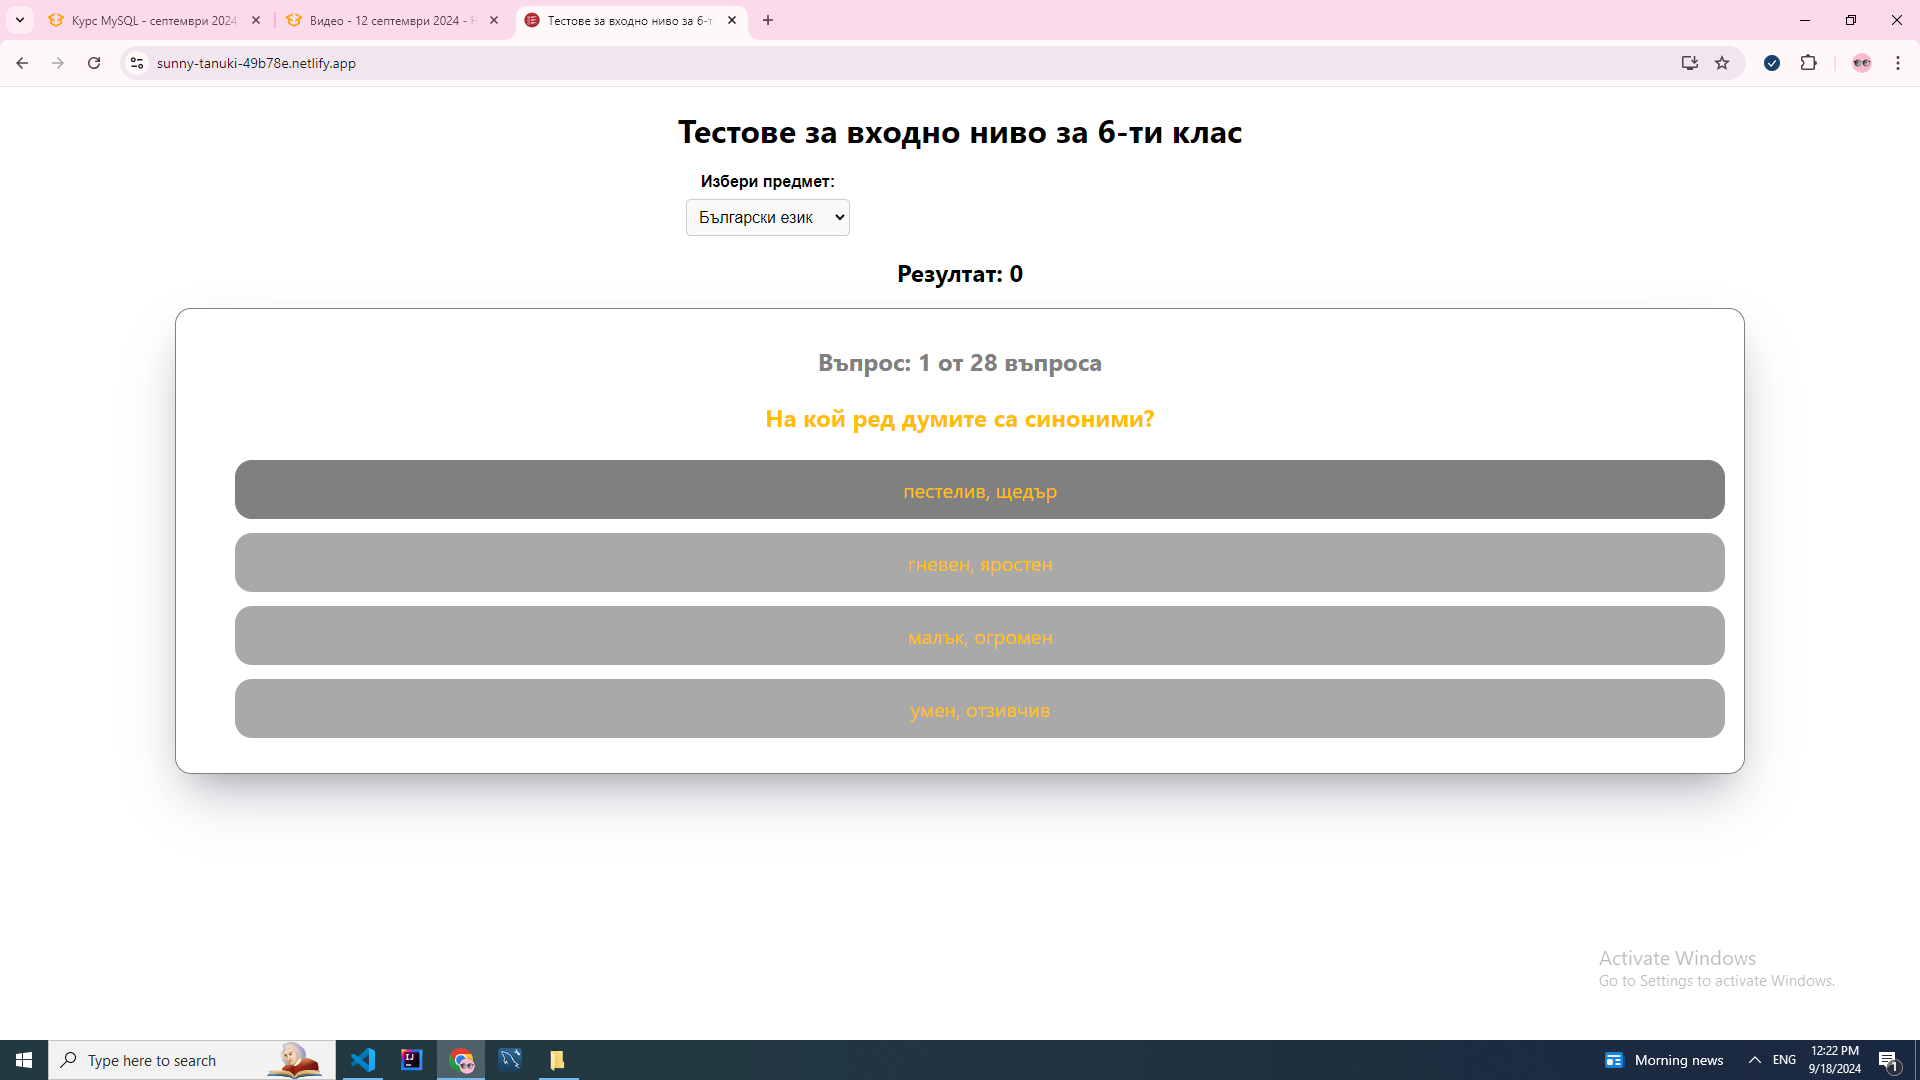 Курс MySQL - септември 2024
Видео - 12 септември 2024 -
Тестове за входно ниво за 6-т
sunny-tanuki-49b78e.netlify.app
Тестове за входно ниво за 6-ти клас
Избери предмет:
Български език
Резултат: 0
Въпрос: 1 от 28 въпроса
На кой ред думите са синоними?
пестелив, щедър
гневен, яростен
малък, огромен
умен, отзивчив
Activate Windows
Go to Settings to activate Windows.
Type here to search
IJ
Morning news
ENG
12:22 PM
9/18/2024
1